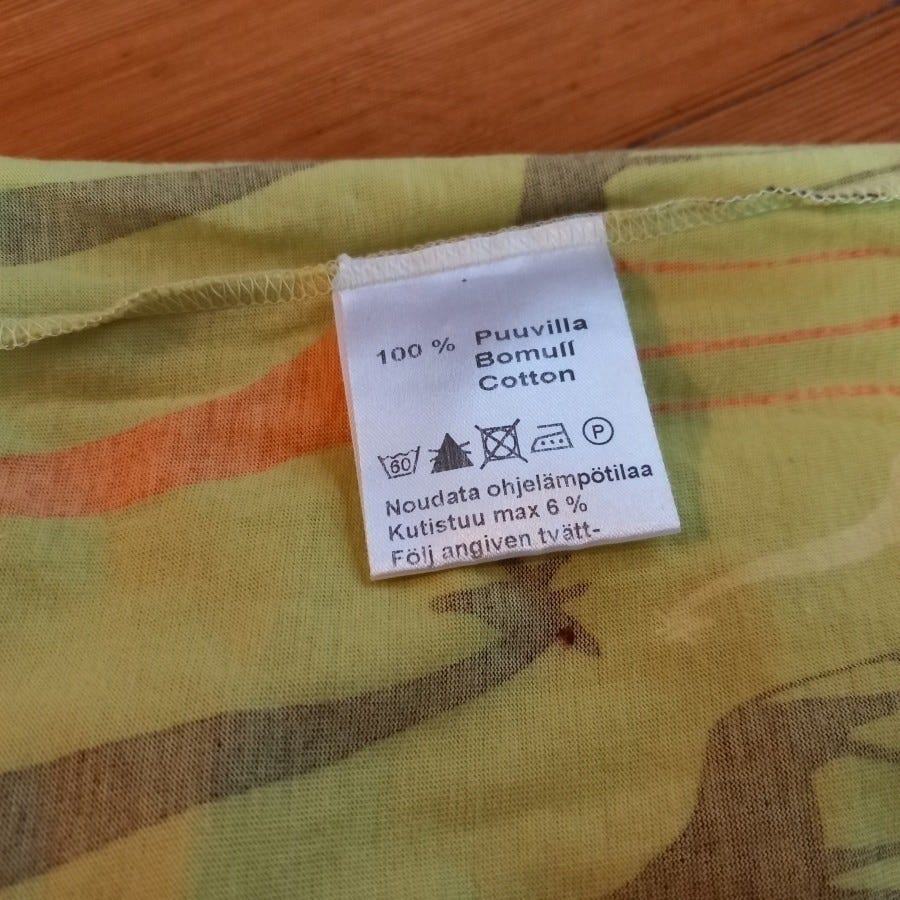 100 % Puuvilla
Bomull
Cotton
60 P
Noudata ohjelämpötilaa
Kutistuu max 6 %
Följ angiven tvätt-